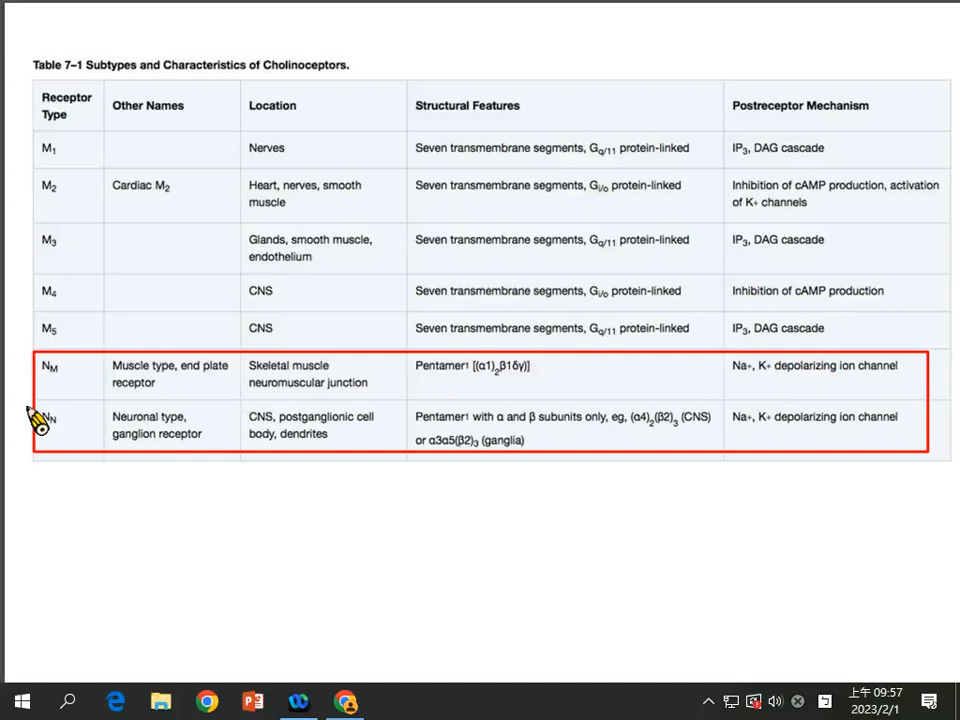 Table 7–1 Subtypes and Characteristics of Cholinoceptors.
Receptor Type Other Names Location Structural Features Postreceptor Mechanism
M1 Nerves Seven transmembrane segments, Gq/11 protein-linked IP3, DAG cascade
M2 Cardiac M2 Heart, nerves, smooth muscle Seven transmembrane segments, Gi/o protein-linked Inhibition of cAMP production, activation of K+ channels
M3 Glands, smooth muscle, endothelium Seven transmembrane segments, Gq/11 protein-linked IP3, DAG cascade
M4 CNS Seven transmembrane segments, Gi/o protein-linked Inhibition of cAMP production
M5 CNS Seven transmembrane segments, Gq/11 protein-linked IP3, DAG cascade
NM Muscle type, end plate receptor Skeletal muscle neuromuscular junction Pentamer1 [(α1)2β1δγ)] Na+, K+ depolarizing ion channel
NN Neuronal type, ganglion receptor CNS, postganglionic cell body, dendrites Pentamer1 with α and β subunits only, eg, (α4)2(β2)3 (CNS) or α3α5(β2)3 (ganglia) Na+, K+ depolarizing ion channel
上午 09:57
2023/2/1